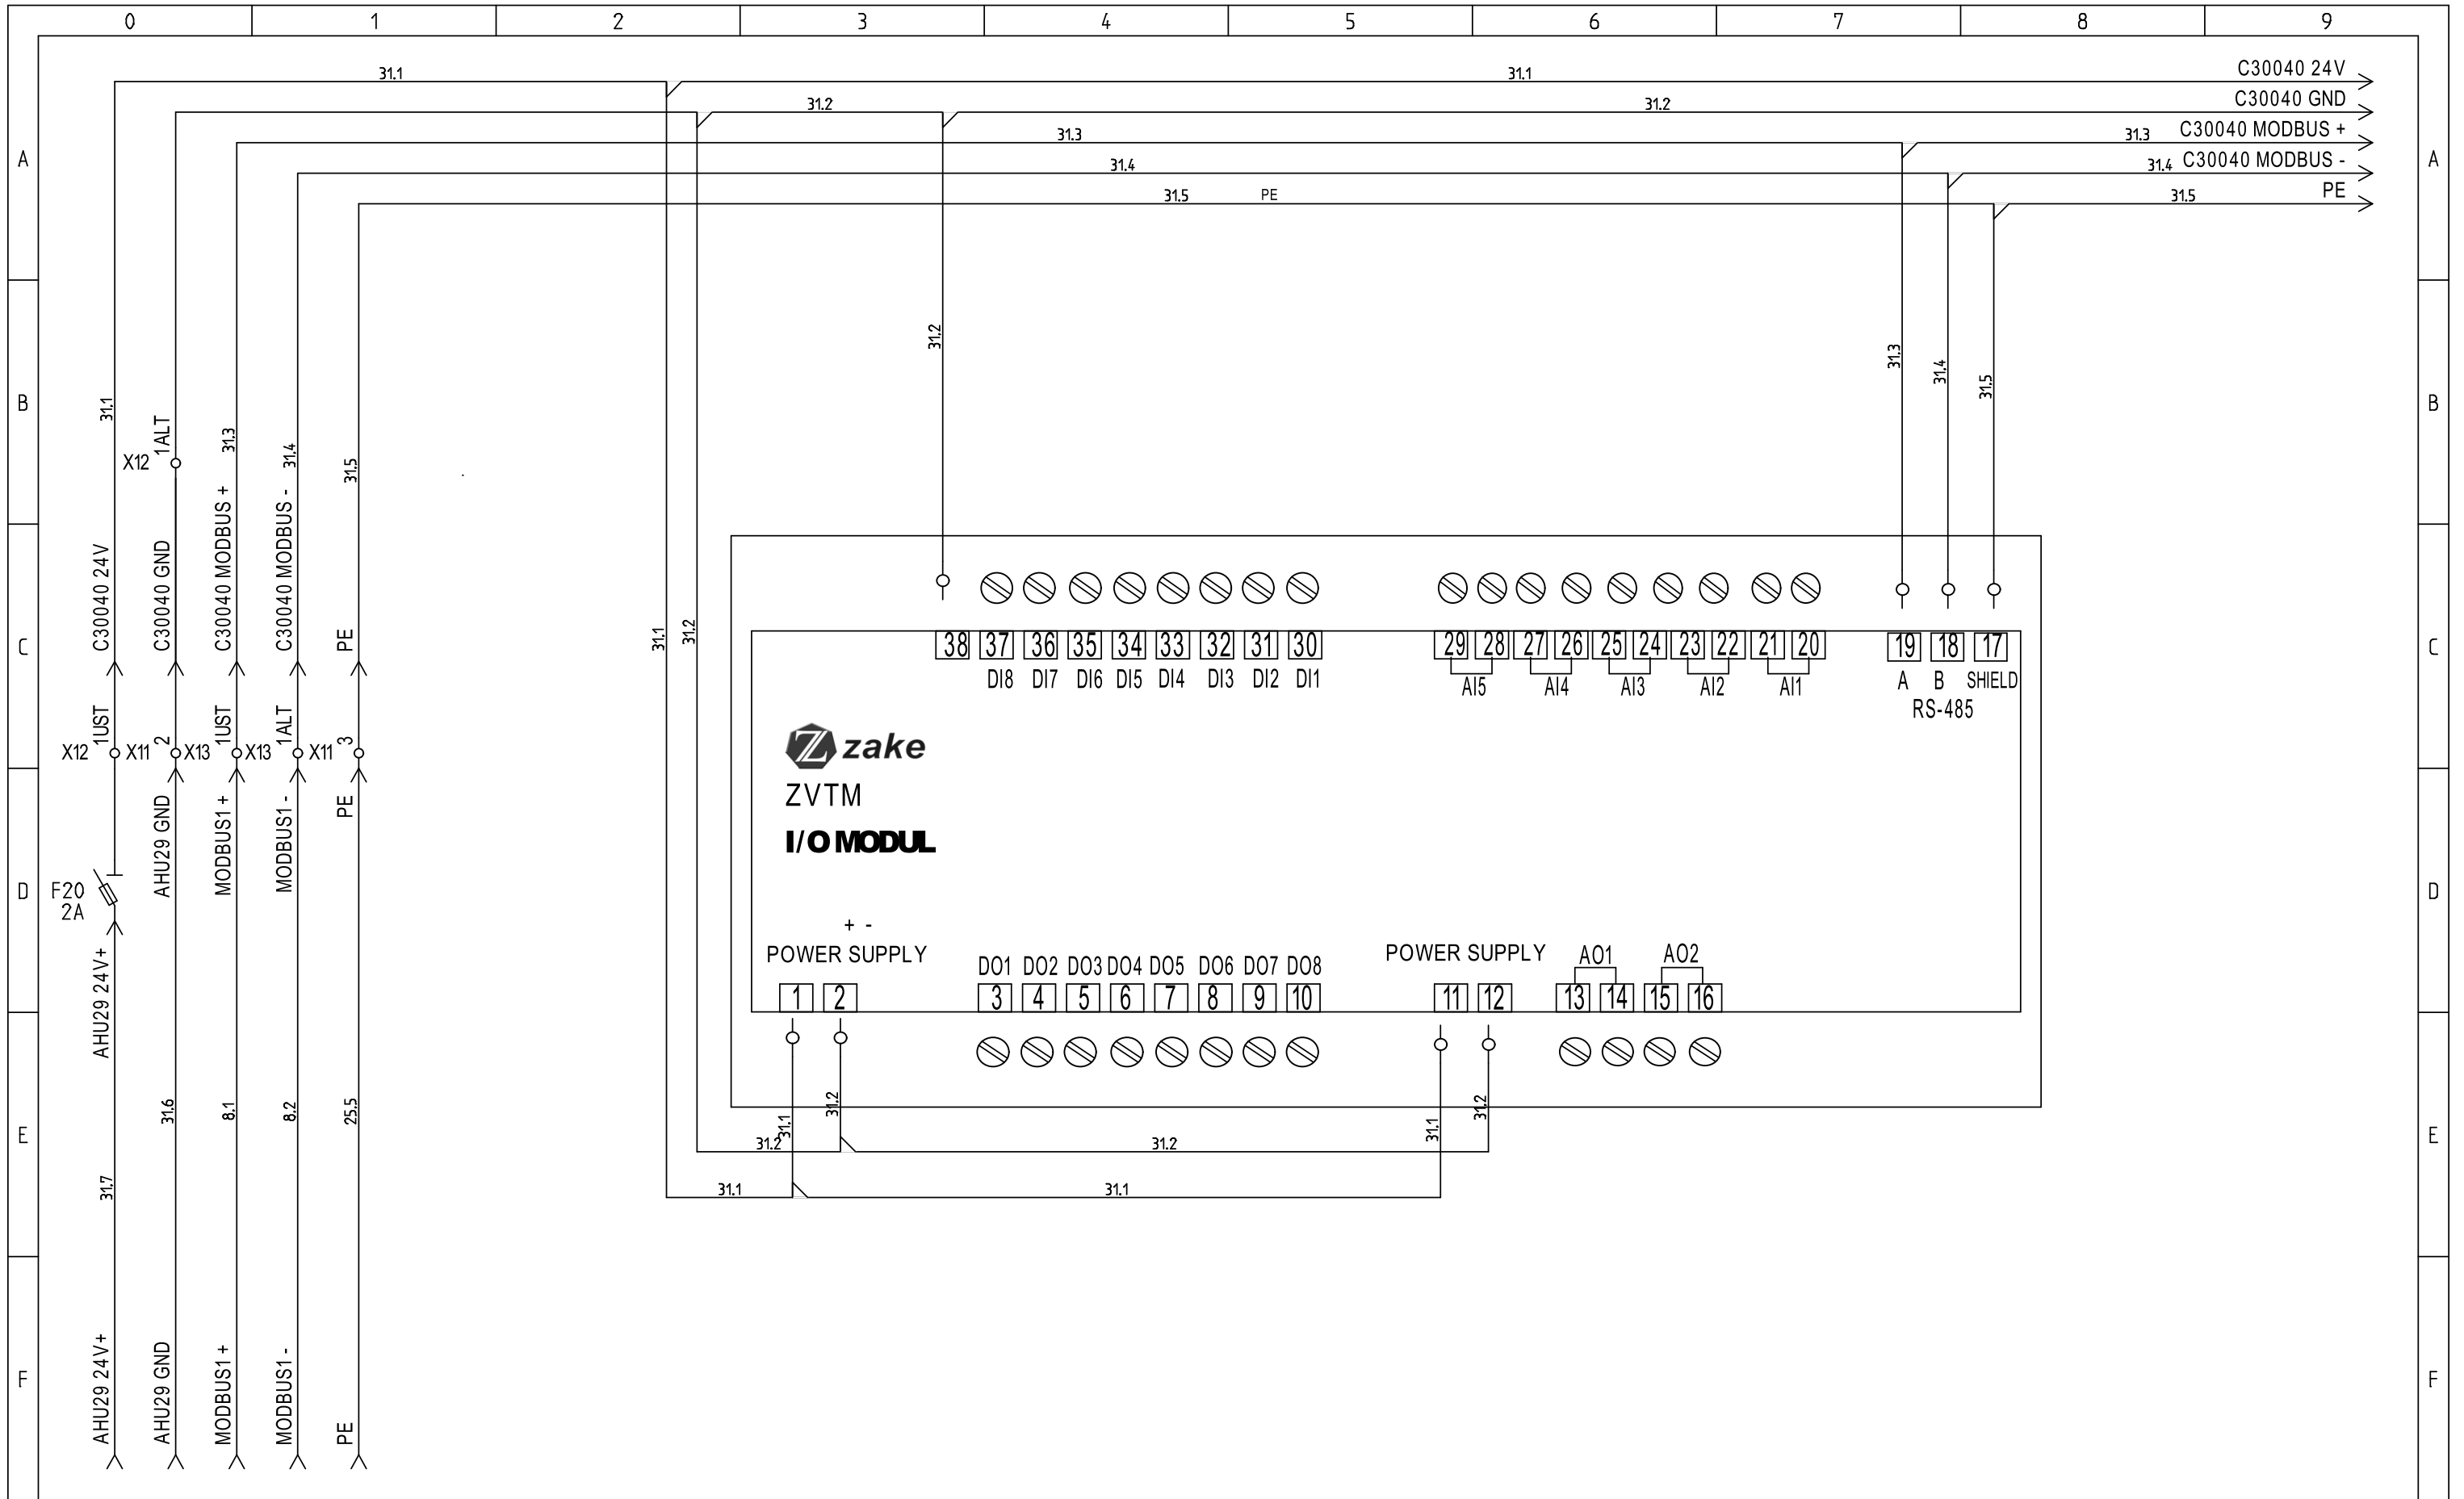 0 1 2 3 4 5 6 7 8 9
31.1 31.1 C30040 24V
31.2 31.2 C30040 GND
31.3 31.3 C30040 MODBUS +
31.4 31.4 C30040 MODBUS -
31.5 PE 31.5 PE
A A
B B
C C
D D
E E
F F
31.1
X12 1ALT
31.3
31.4
31.5
31.2
31.3
31.4
31.5
C30040 24V
C30040 GND
C30040 MODBUS +
C30040 MODBUS -
PE
31.1
31.2
X12 1UST
X11 2
X13 1UST
X13 1ALT
X11 3
38 37 36 35 34 33 32 31 30 29 28 27 26 25 24 23 22 21 20 19 18 17
DI8 DI7 DI6 DI5 DI4 DI3 DI2 DI1 AI5 AI4 AI3 AI2 AI1 A B SHIELD
RS-485
zake
ZVTM
I/O MODUL
F20
2A
AHU29 24V+
AHU29 GND
MODBUS1 +
MODBUS1 -
PE
+ -
POWER SUPPLY
DO1 DO2 DO3 DO4 DO5 DO6 DO7 DO8
POWER SUPPLY
AO1 AO2
1 2 3 4 5 6 7 8 9 10 11 12 13 14 15 16
31.7
31.6
8.1
8.2
25.5
31.1
31.2
31.1
31.2
31.2 31.2
31.1 31.1
AHU29 24V+
AHU29 GND
MODBUS1 +
MODBUS1 -
PE